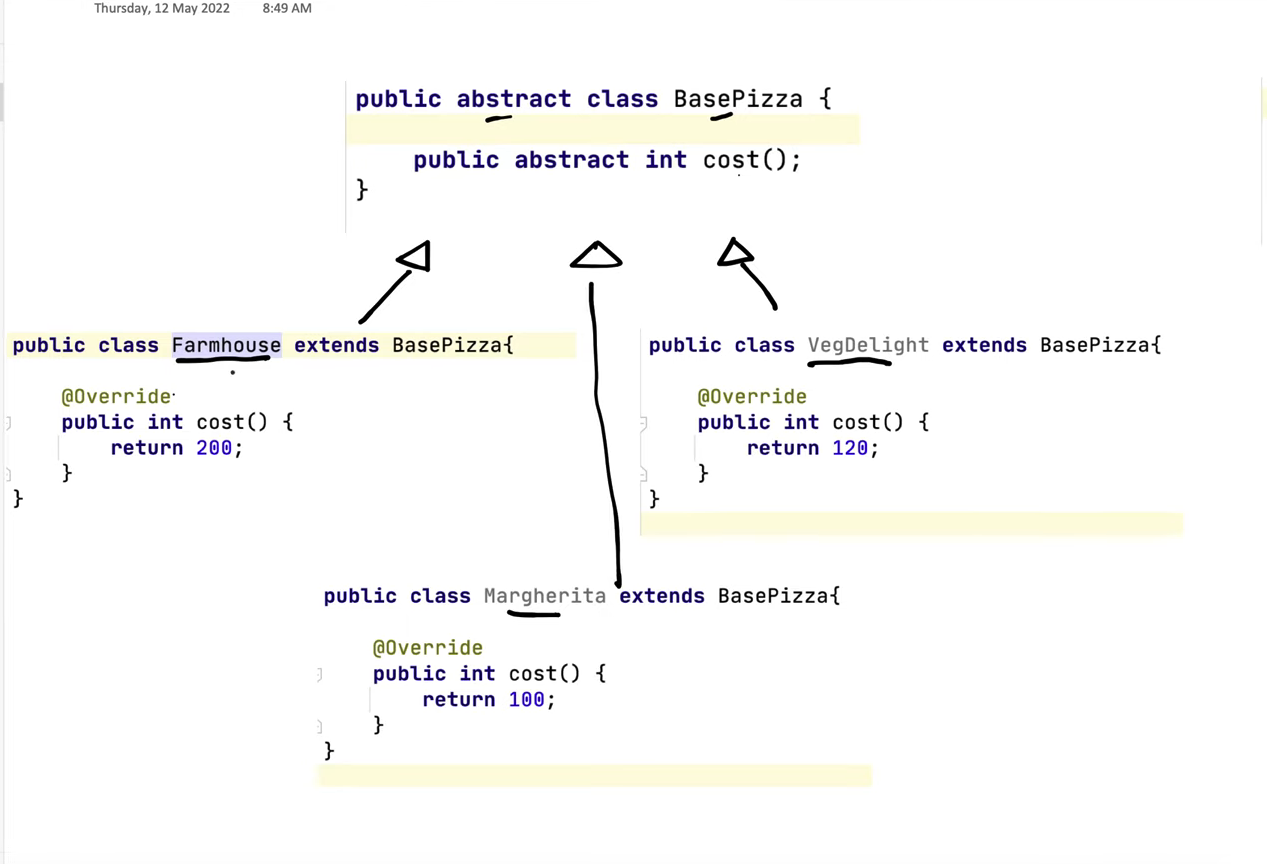 Thursday, 12 May 2022 8:49 AM
public abstract class BasePizza {
public abstract int cost();
}
public class Farmhouse extends BasePizza{
@Override
public int cost() {
return 200;
}
}
public class VegDelight extends BasePizza{
@Override
public int cost() {
return 120;
}
}
public class Margherita extends BasePizza{
@Override
public int cost() {
return 100;
}
}